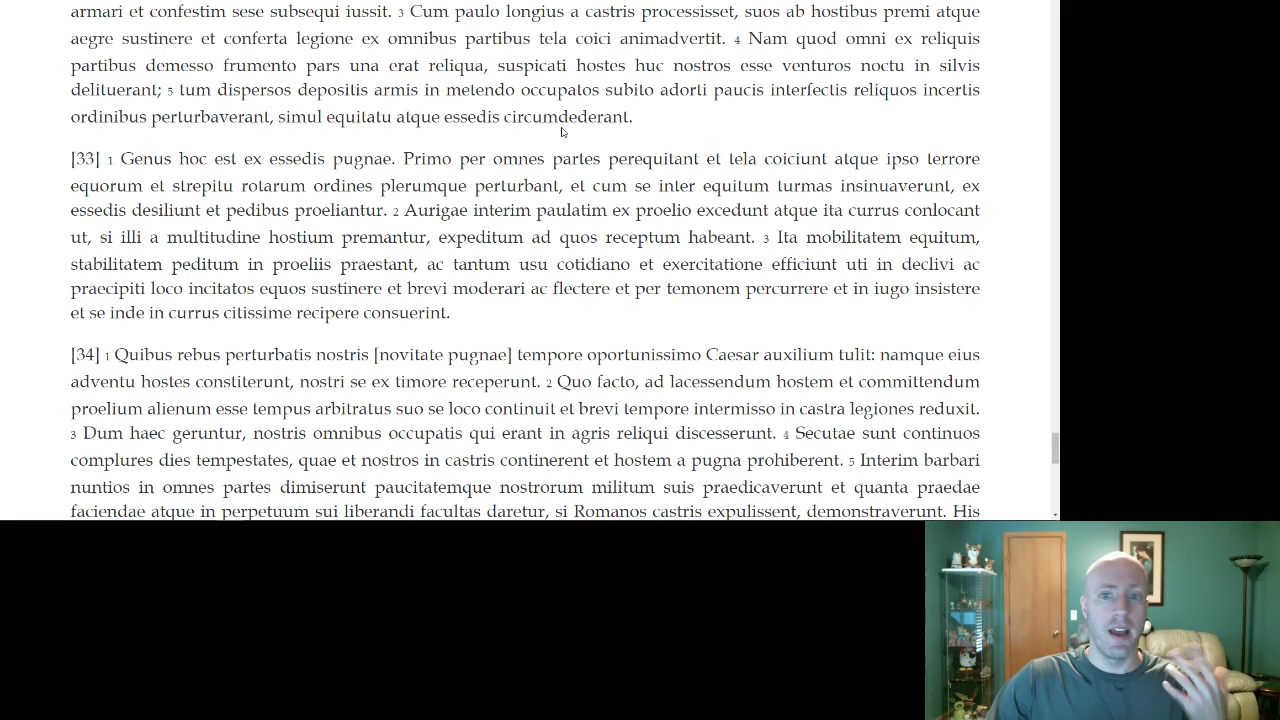 armari et confestim sese subsequi iussit. 3 Cum paulo longius a castris processisset, suos ab hostibus premi atque
aegre sustinere et conferta legione ex omnibus partibus tela coici animadvertit. 4 Nam quod omni ex reliquis
partibus demesso frumento pars una erat reliqua, suspicati hostes huc nostros esse venturos noctu in silvis
delituerant; 5 tum dispersos depositis armis in metendo occupatos subito adorti paucis interfectis reliquos incertis
ordinibus perturbaverant, simul equitatu atque essedis circumdederant.
[33] 1 Genus hoc est ex essedis pugnae. Primo per omnes partes perequitant et tela coiciunt atque ipso terrore
equorum et strepitu rotarum ordines plerumque perturbant, et cum se inter equitum turmas insinuaverunt, ex
essedis desiliunt et pedibus proeliantur. 2 Aurigae interim paulatim ex proelio excedunt atque ita currus conlocant
ut, si illi a multitudine hostium premantur, expeditum ad quos receptum habeant. 3 Ita mobilitatem equitum,
stabilitatem peditum in proeliis praestant, ac tantum usu cotidiano et exercitatione efficiunt uti in declivi ac
praecipiti loco incitatos equos sustinere et brevi moderari ac flectere et per temonem percurrere et in iugo insistere
et se inde in currus citissime recipere consuerint.
[34] 1 Quibus rebus perturbatis nostris [novitate pugnae] tempore oportunissimo Caesar auxilium tulit: namque eius
adventu hostes constiterunt, nostri se ex timore receperunt. 2 Quo facto, ad lacessendum hostem et committendum
proelium alienum esse tempus arbitratus suo se loco continuit et brevi tempore intermisso in castra legiones reduxit.
3 Dum haec geruntur, nostris omnibus occupatis qui erant in agris reliqui discesserunt. 4 Secutae sunt continuos
complures dies tempestates, quae et nostros in castris continerent et hostem a pugna prohiberent. 5 Interim barbari
nuntios in omnes partes dimiserunt paucitatemque nostrorum militum suis praedicaverunt et quanta praedae
faciendae atque in perpetuum sui liberandi facultas daretur, si Romanos castris expulissent, demonstraverunt. His